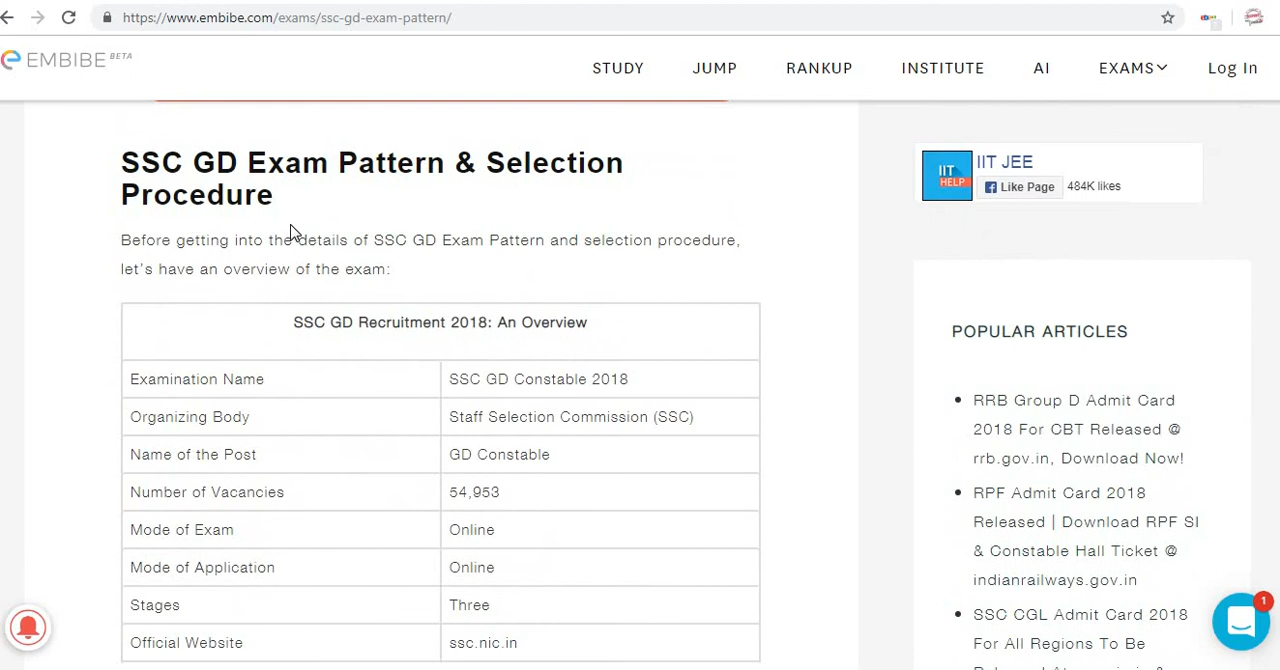 https://www.embibe.com/exams/ssc-gd-exam-pattern/
EMBIBE BETA
STUDY
JUMP
RANKUP
INSTITUTE
AI
EXAMS
Log In
SSC GD Exam Pattern & Selection
Procedure
Before getting into the details of SSC GD Exam Pattern and selection procedure,
let's have an overview of the exam:
SSC GD Recruitment 2018: An Overview
Examination Name SSC GD Constable 2018
Organizing Body Staff Selection Commission (SSC)
Name of the Post GD Constable
Number of Vacancies 54,953
Mode of Exam Online
Mode of Application Online
Stages Three
Official Website ssc.nic.in
IIT
HELP
IIT JEE
Like Page 484K likes
POPULAR ARTICLES
RRB Group D Admit Card
2018 For CBT Released @
rrb.gov.in, Download Now!
RPF Admit Card 2018
Released | Download RPF SI
& Constable Hall Ticket @
indianrailways.gov.in
SSC CGL Admit Card 2018
For All Regions To Be
1